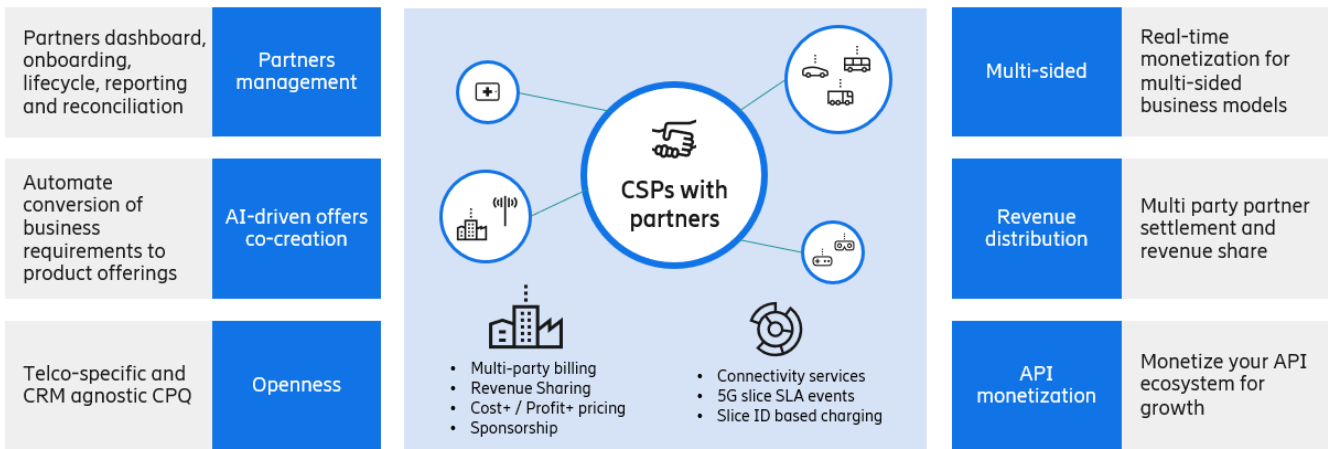 Partners dashboard,
onboarding,
lifecycle, reporting
and reconciliation
Partners
management
Automate
conversion of
business
requirements to
product offerings
AI-driven offers
co-creation
Telco-specific and
CRM agnostic CPQ
Openness
CSPs with
partners
• Multi-party billing
• Revenue Sharing
• Cost+ / Profit+ pricing
• Sponsorship
• Connectivity services
• 5G slice SLA events
• Slice ID based charging
Multi-sided
Real-time
monetization for
multi-sided
business models
Revenue
distribution
Multi party partner
settlement and
revenue share
API
monetization
Monetize your API
ecosystem for
growth